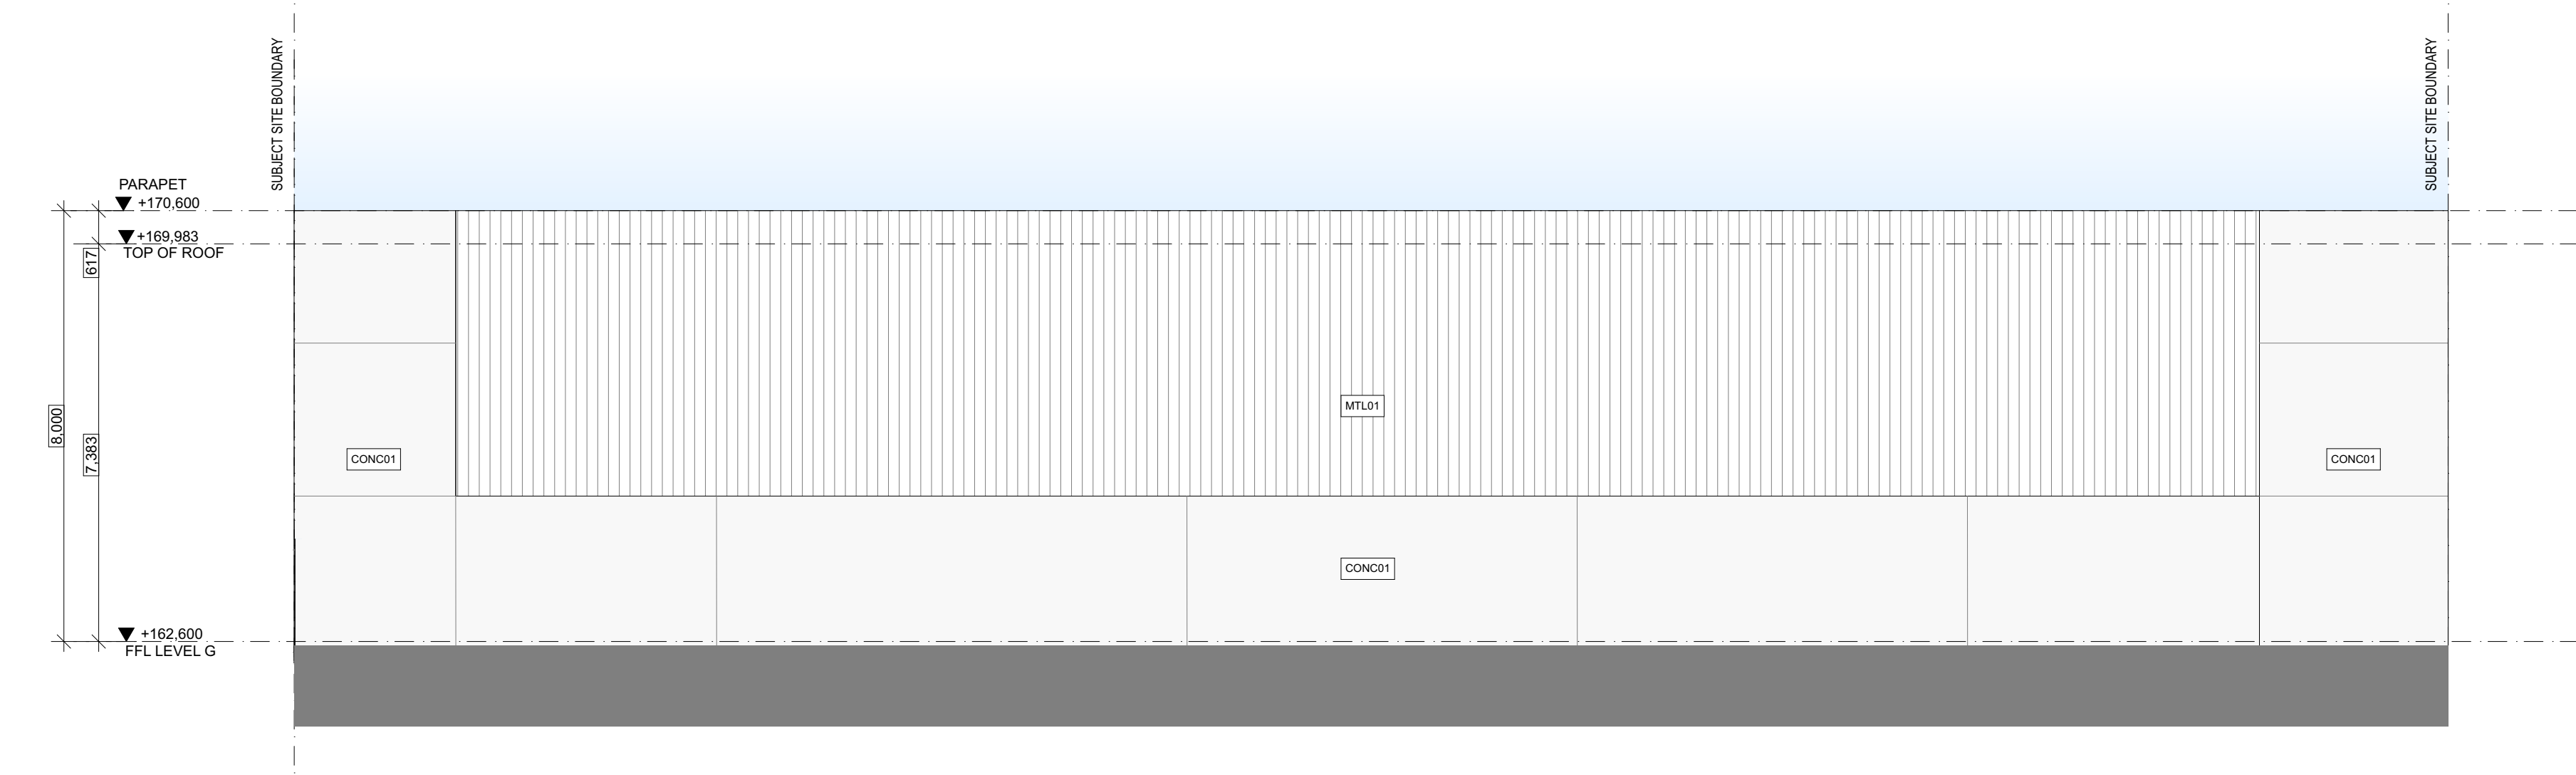 SUBJECT SITE BOUNDARY
SUBJECT SITE BOUNDARY
PARAPET
+170,600
+169,983
TOP OF ROOF
617
8,000
7,383
MTL01
CONC01
CONC01
CONC01
+162,600
FFL LEVEL G